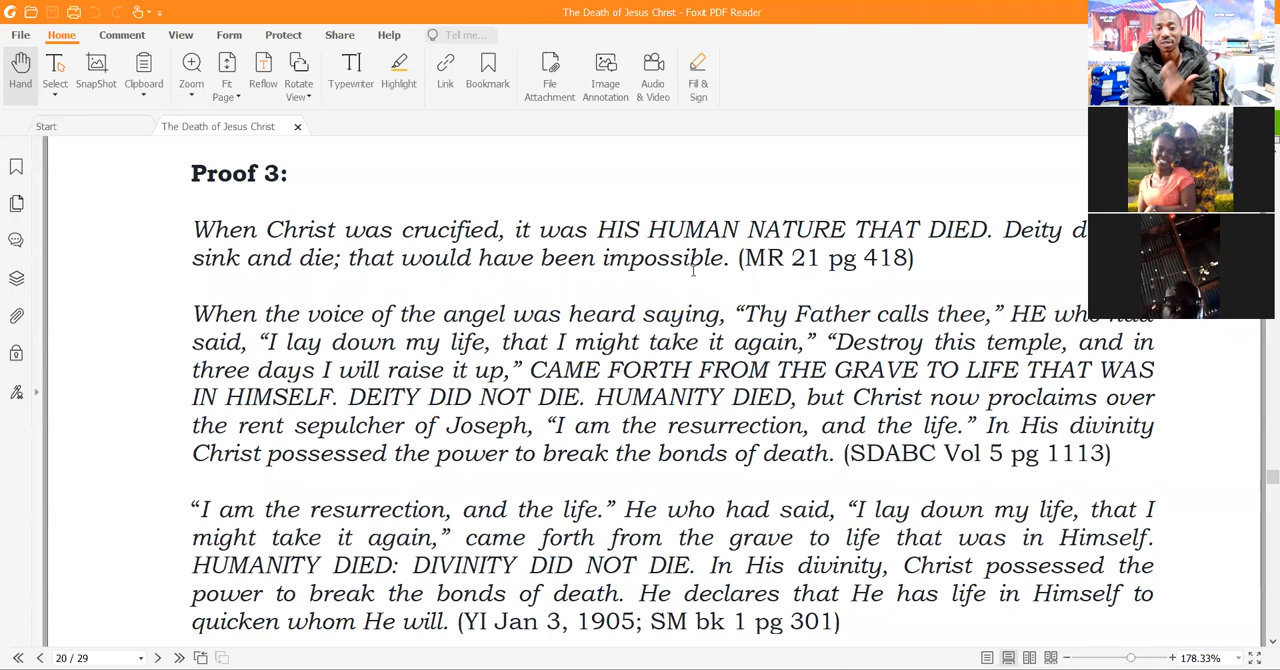 The Death of Jesus Christ - Foxit PDF Reader
File Home Comment View Form Protect Share Help Tell me...
Hand Select SnapShot Clipboard Zoom Fit Page Reflow Rotate View Typewriter Highlight Link Bookmark File Attachment Image Annotation Audio & Video Fill & Sign
Start The Death of Jesus Christ
Proof 3:
When Christ was crucified, it was HIS HUMAN NATURE THAT DIED. Deity d
sink and die; that would have been impossible. (MR 21 pg 418)
When the voice of the angel was heard saying, “Thy Father calls thee,” HE who had
said, “I lay down my life, that I might take it again,” “Destroy this temple, and in
three days I will raise it up,” CAME FORTH FROM THE GRAVE TO LIFE THAT WAS
IN HIMSELF. DEITY DID NOT DIE. HUMANITY DIED, but Christ now proclaims over
the rent sepulcher of Joseph, “I am the resurrection, and the life.” In His divinity
Christ possessed the power to break the bonds of death. (SDABC Vol 5 pg 1113)
“I am the resurrection, and the life.” He who had said, “I lay down my life, that I
might take it again,” came forth from the grave to life that was in Himself.
HUMANITY DIED: DIVINITY DID NOT DIE. In His divinity, Christ possessed the
power to break the bonds of death. He declares that He has life in Himself to
quicken whom He will. (YI Jan 3, 1905; SM bk 1 pg 301)
20 / 29 178.33%